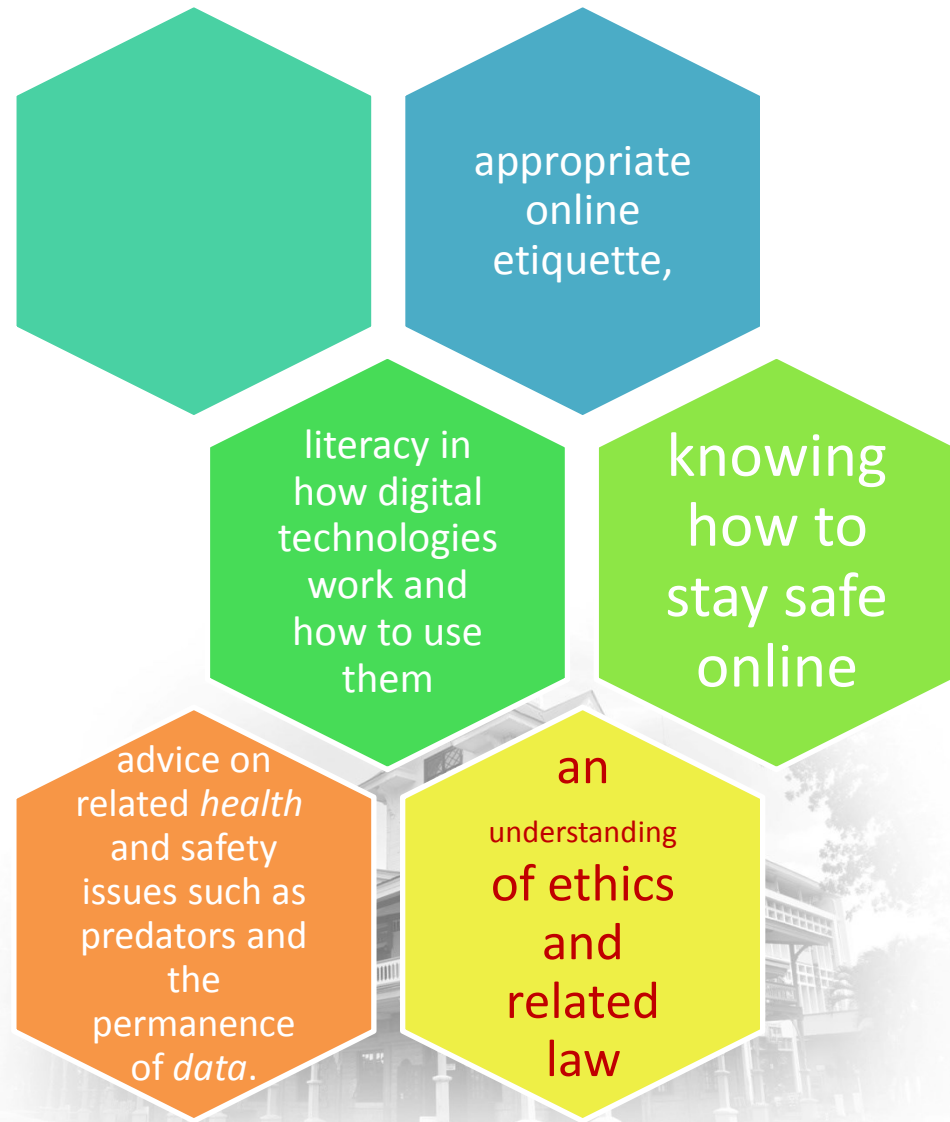 appropriate
online
etiquette,
literacy in
how digital
technologies
work and
how to use
them
knowing
how to
stay safe
online
advice on
related health
and safety
issues such as
predators and
the
permanence
of data.
an
understanding
of ethics
and
related
law